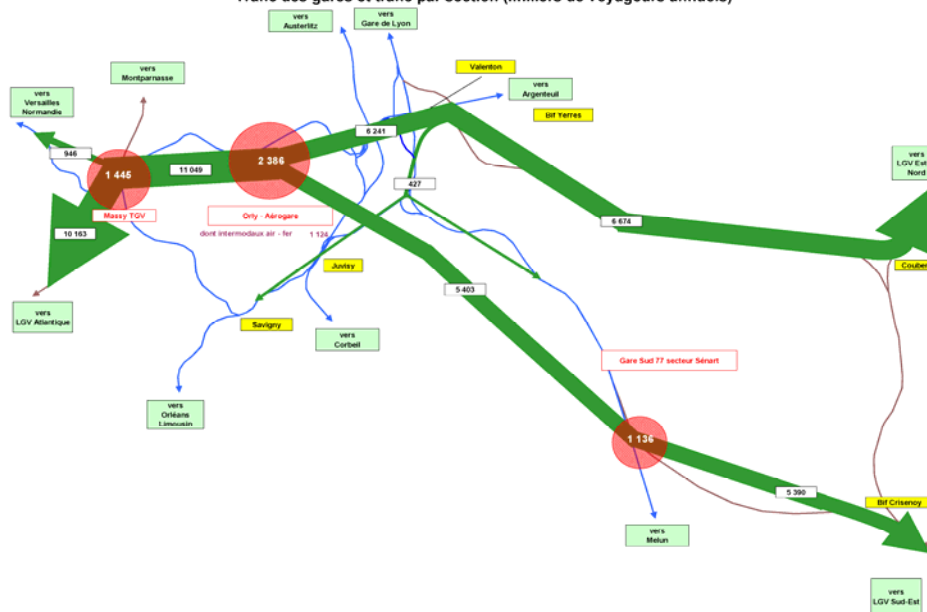 Trafic des gares et trafic par section (milliers de voyageurs annuels)
vers
Austerlitz
vers
Gare de Lyon
vers
Montparnasse
Valenton
vers
Versailles
Normandie
vers
Argenteuil
Bif Yerres
6 241
946
2 386
11 049
1 445
vers
LGV Est
Nord
427
Massy TGV
Orly - Aérogare
6 674
10 163
dont intermodaux air - fer 1 124
Juvisy
Coubert
5 403
vers
LGV Atlantique
Savigny
vers
Corbeil
Gare Sud 77 secteur Sénart
vers
Orléans
Limousin
1 136
5 390
Bif Crisenoy
vers
Melun
vers
LGV Sud-Est